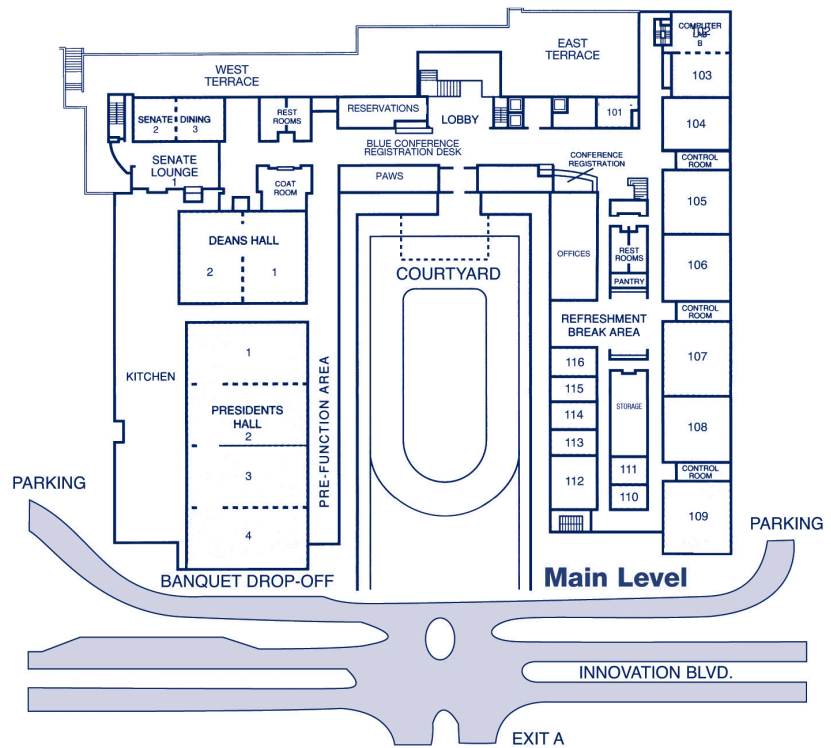 COMPUTER
LAB
B
EAST
TERRACE
WEST
TERRACE
103
RESERVATIONS
REST
ROOMS
101
SENATE
2
DINING
3
LOBBY
104
BLUE CONFERENCE
REGISTRATION DESK
SENATE
LOUNGE
1
CONFERENCE
REGISTRATION
CONTROL
ROOM
PAWS
COAT
ROOM
105
DEANS HALL
2
1
OFFICES
REST
ROOMS
106
COURTYARD
PANTRY
CONTROL
ROOM
REFRESHMENT
BREAK AREA
1
107
116
KITCHEN
PRE-FUNCTION AREA
115
PRESIDENTS
HALL
2
STORAGE
114
108
113
3
111
CONTROL
ROOM
112
PARKING
110
109
4
PARKING
BANQUET DROP-OFF
Main Level
INNOVATION BLVD.
EXIT A